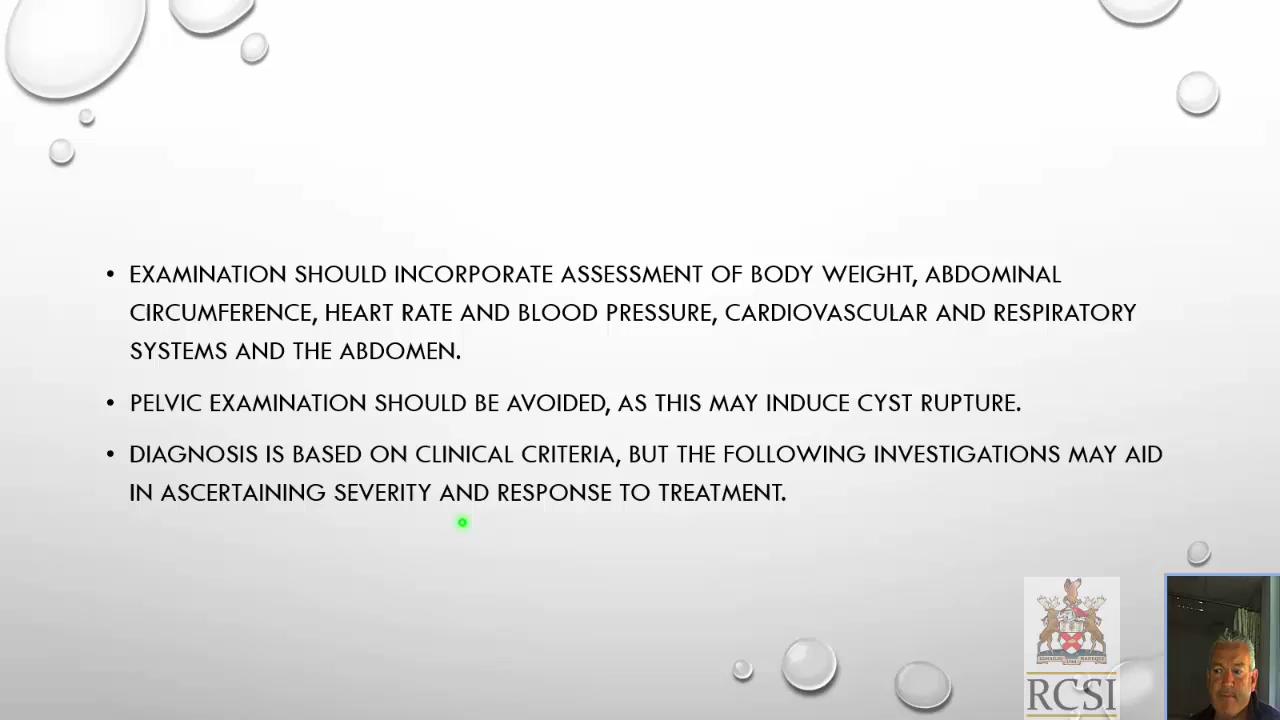 • EXAMINATION SHOULD INCORPORATE ASSESSMENT OF BODY WEIGHT, ABDOMINAL
CIRCUMFERENCE, HEART RATE AND BLOOD PRESSURE, CARDIOVASCULAR AND RESPIRATORY
SYSTEMS AND THE ABDOMEN.
• PELVIC EXAMINATION SHOULD BE AVOIDED, AS THIS MAY INDUCE CYST RUPTURE.
• DIAGNOSIS IS BASED ON CLINICAL CRITERIA, BUT THE FOLLOWING INVESTIGATIONS MAY AID
IN ASCERTAINING SEVERITY AND RESPONSE TO TREATMENT.
RCSI